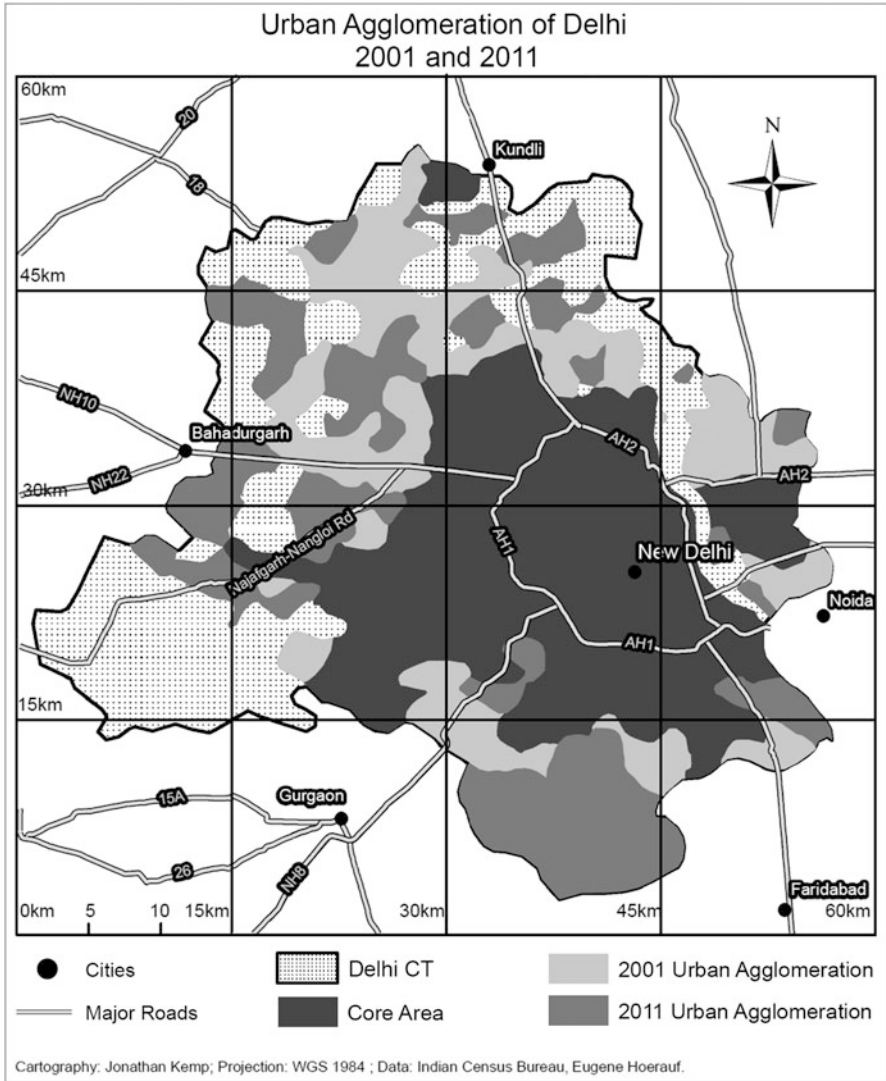 Urban Agglomeration of Delhi
2001 and 2011
60km
20
Kundli
N
18
45km
NH10
Bahadurgarh
AH2
NH22
AH2
30km
Najafgarh-Nangloi Rd
AH1
New Delhi
Noida
AH1
15km
15A
Gurgaon
26
NH8
Faridabad
0km 5 10 15km 30km 45km 60km
Cities
Delhi CT
2001 Urban Agglomeration
Major Roads
Core Area
2011 Urban Agglomeration
Cartography: Jonathan Kemp; Projection: WGS 1984 ; Data: Indian Census Bureau, Eugene Hoerauf.